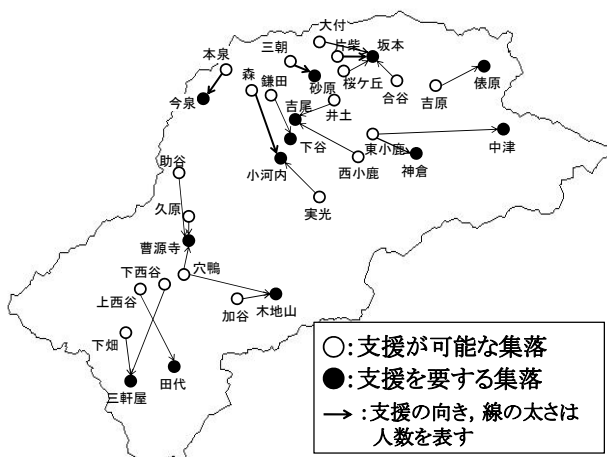 大付
三朝
片柴
坂本
本泉
森
鎌田
砂原
桜ケ丘
合谷
吉原
俵原
今泉
吉尾
井土
下谷
東小鹿
中津
小河内
西小鹿
神倉
助谷
実光
久原
曹源寺
下西谷
穴鴨
上西谷
加谷
木地山
下畑
三軒屋
田代
○:支援が可能な集落
●:支援を要する集落
→:支援の向き，線の太さは
人数を表す